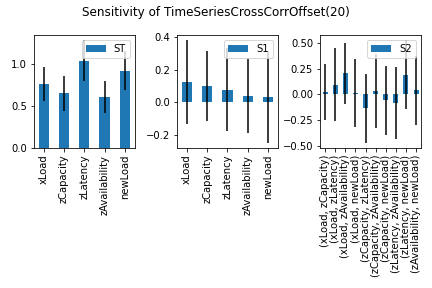 Sensitivity of TimeSeriesCrossCorrOffset(20)
ST
1.0
0.5
0.0
xLoad
zCapacity
zLatency
zAvailability
newLoad
S1
0.4
0.2
0.0
−0.2
xLoad
zCapacity
zLatency
zAvailability
newLoad
S2
0.50
0.25
0.00
−0.25
−0.50
(xLoad, zCapacity)
(xLoad, zLatency)
(xLoad, zAvailability)
(xLoad, newLoad)
(zCapacity, zLatency)
(zCapacity, zAvailability)
(zCapacity, newLoad)
(zLatency, zAvailability)
(zLatency, newLoad)
(zAvailability, newLoad)